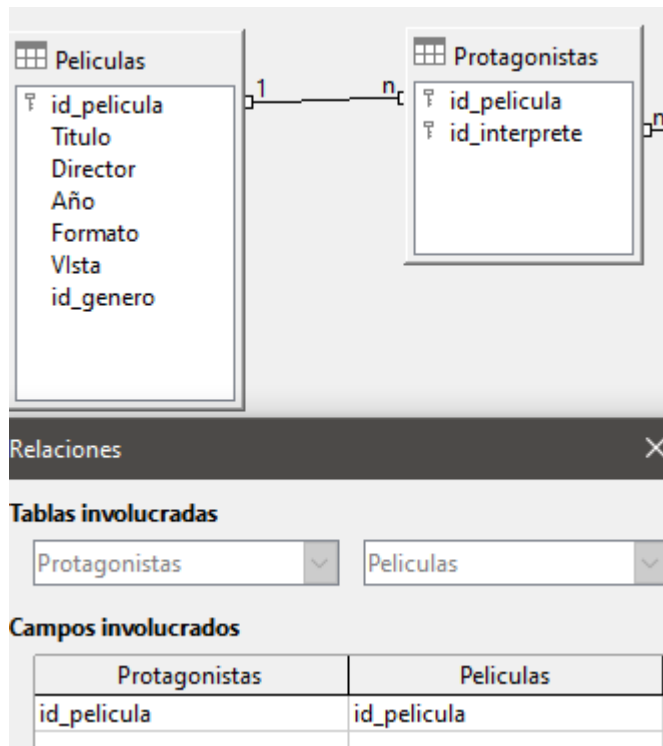 Peliculas
id_pelicula
Titulo
Director
Año
Formato
VIsta
id_genero
1
n
Protagonistas
id_pelicula
id_interprete
n
Relaciones
Tablas involucradas
Protagonistas Peliculas
Campos involucrados
Protagonistas Peliculas
id_pelicula id_pelicula